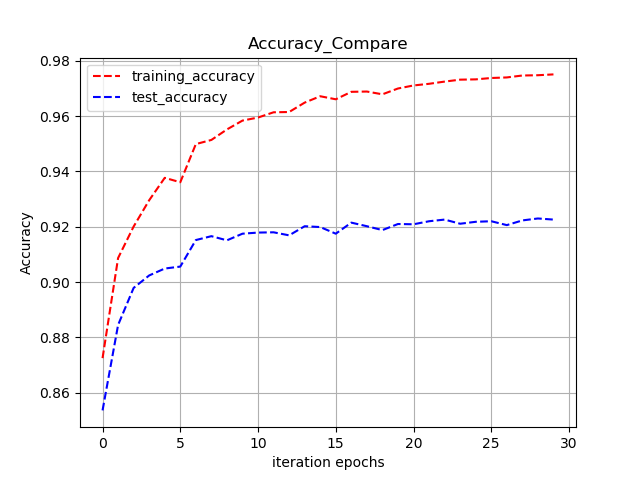 Accuracy_Compare
training_accuracy
test_accuracy
Accuracy
0.98
0.96
0.94
0.92
0.90
0.88
0.86
0 5 10 15 20 25 30
iteration epochs